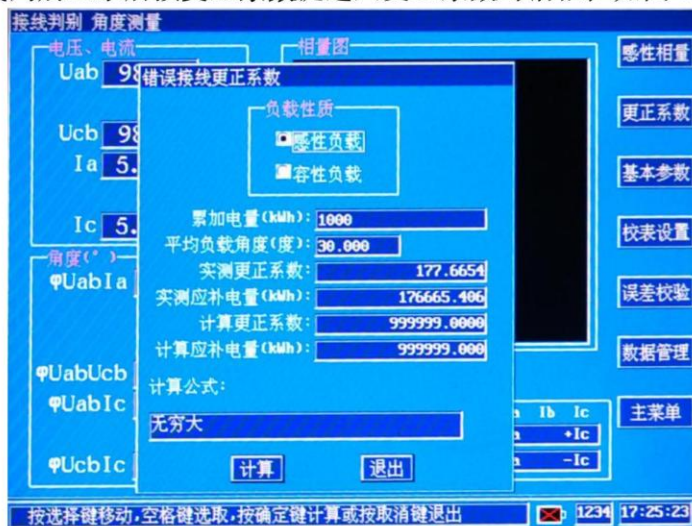 接线判别 角度测量
电压、电流
相量图
感性相量
Uab 98
错误接线更正系数
负载性质
更正系数
Ucb 98
感性负载
Ia 5.
容性负载
基本参数
Ic 5.
累加电量(kWh): 1000
校表设置
平均负载角度(度): 30.000
角度(°)
实测更正系数: 177.6654
φUabIa
实测应补电量(kWh): 176665.406
误差校验
计算更正系数: 999999.0000
计算应补电量(kWh): 999999.000
数据管理
φUabUcb
计算公式:
φUabIc
Ib Ic
主菜单
无穷大
+Ic
φUcbIc
计算 退出
-Ic
按选择键移动,空格键选取,按确定键计算或按取消键退出 1234 17:25:23